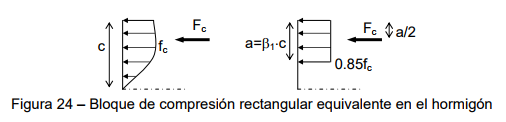 c
f_c
F_c
a=β₁·c
F_c
a/2
0.85f_c
Figura 24 – Bloque de compresión rectangular equivalente en el hormigón